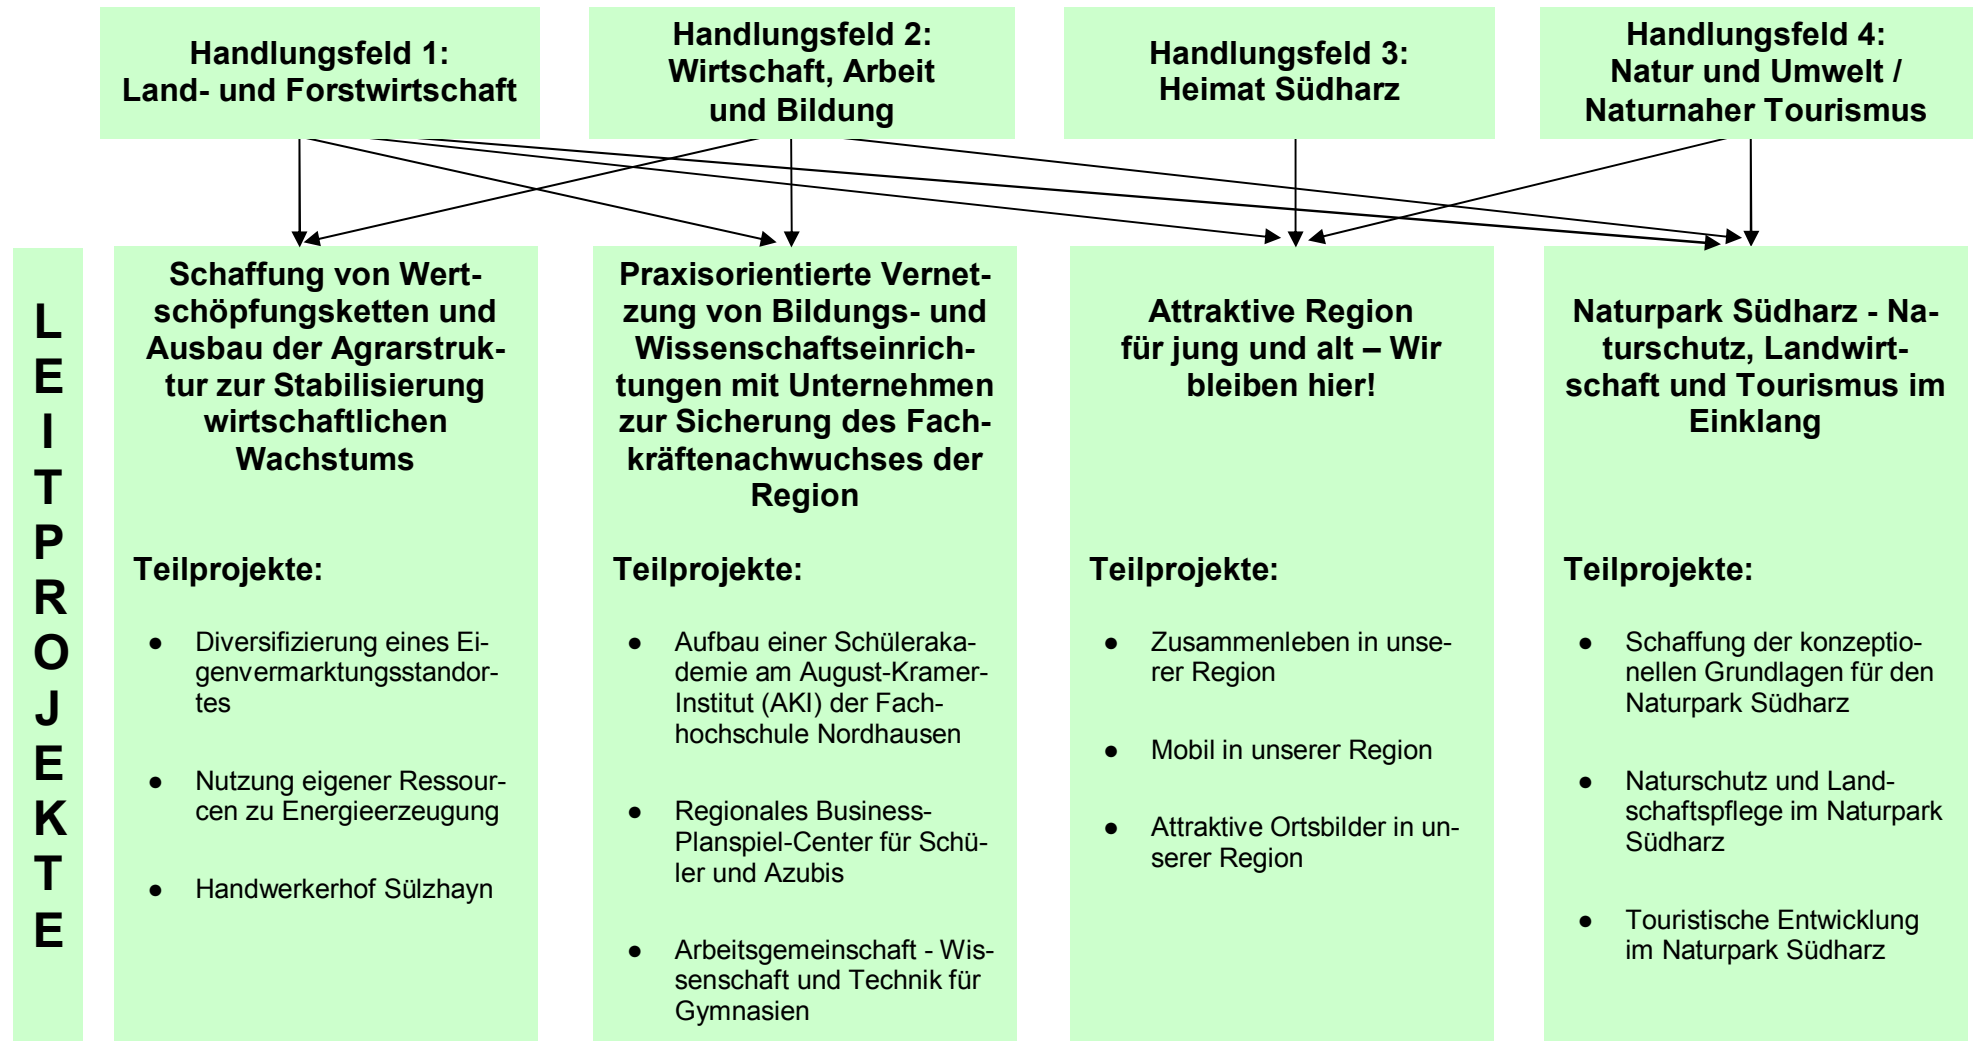 Handlungsfeld 1:
Land- und Forstwirtschaft
Handlungsfeld 2:
Wirtschaft, Arbeit
und Bildung
Handlungsfeld 3:
Heimat Südharz
Handlungsfeld 4:
Natur und Umwelt /
Naturnaher Tourismus
L
E
I
T
P
R
O
J
E
K
T
E
Schaffung von Wert-
schöpfungsketten und
Ausbau der Agrarstruk-
tur zur Stabilisierung
wirtschaftlichen
Wachstums
Teilprojekte:
● Diversifizierung eines Ei-
genvermarktungsstandor-
tes
● Nutzung eigener Ressour-
cen zu Energieerzeugung
● Handwerkerhof Sülzhayn
Praxisorientierte Vernet-
zung von Bildungs- und
Wissenschaftseinrich-
tungen mit Unternehmen
zur Sicherung des Fach-
kräftenachwuchses der
Region
Teilprojekte:
● Aufbau einer Schüleraka-
demie am August-Kramer-
Institut (AKI) der Fach-
hochschule Nordhausen
● Regionales Business-
Planspiel-Center für Schü-
ler und Azubis
● Arbeitsgemeinschaft - Wis-
senschaft und Technik für
Gymnasien
Attraktive Region
für jung und alt – Wir
bleiben hier!
Teilprojekte:
● Zusammenleben in unse-
rer Region
● Mobil in unserer Region
● Attraktive Ortsbilder in un-
serer Region
Naturpark Südharz - Na-
turschutz, Landwirt-
schaft und Tourismus im
Einklang
Teilprojekte:
● Schaffung der konzeptio-
nellen Grundlagen für den
Naturpark Südharz
● Naturschutz und Land-
schaftspflege im Naturpark
Südharz
● Touristische Entwicklung
im Naturpark Südharz